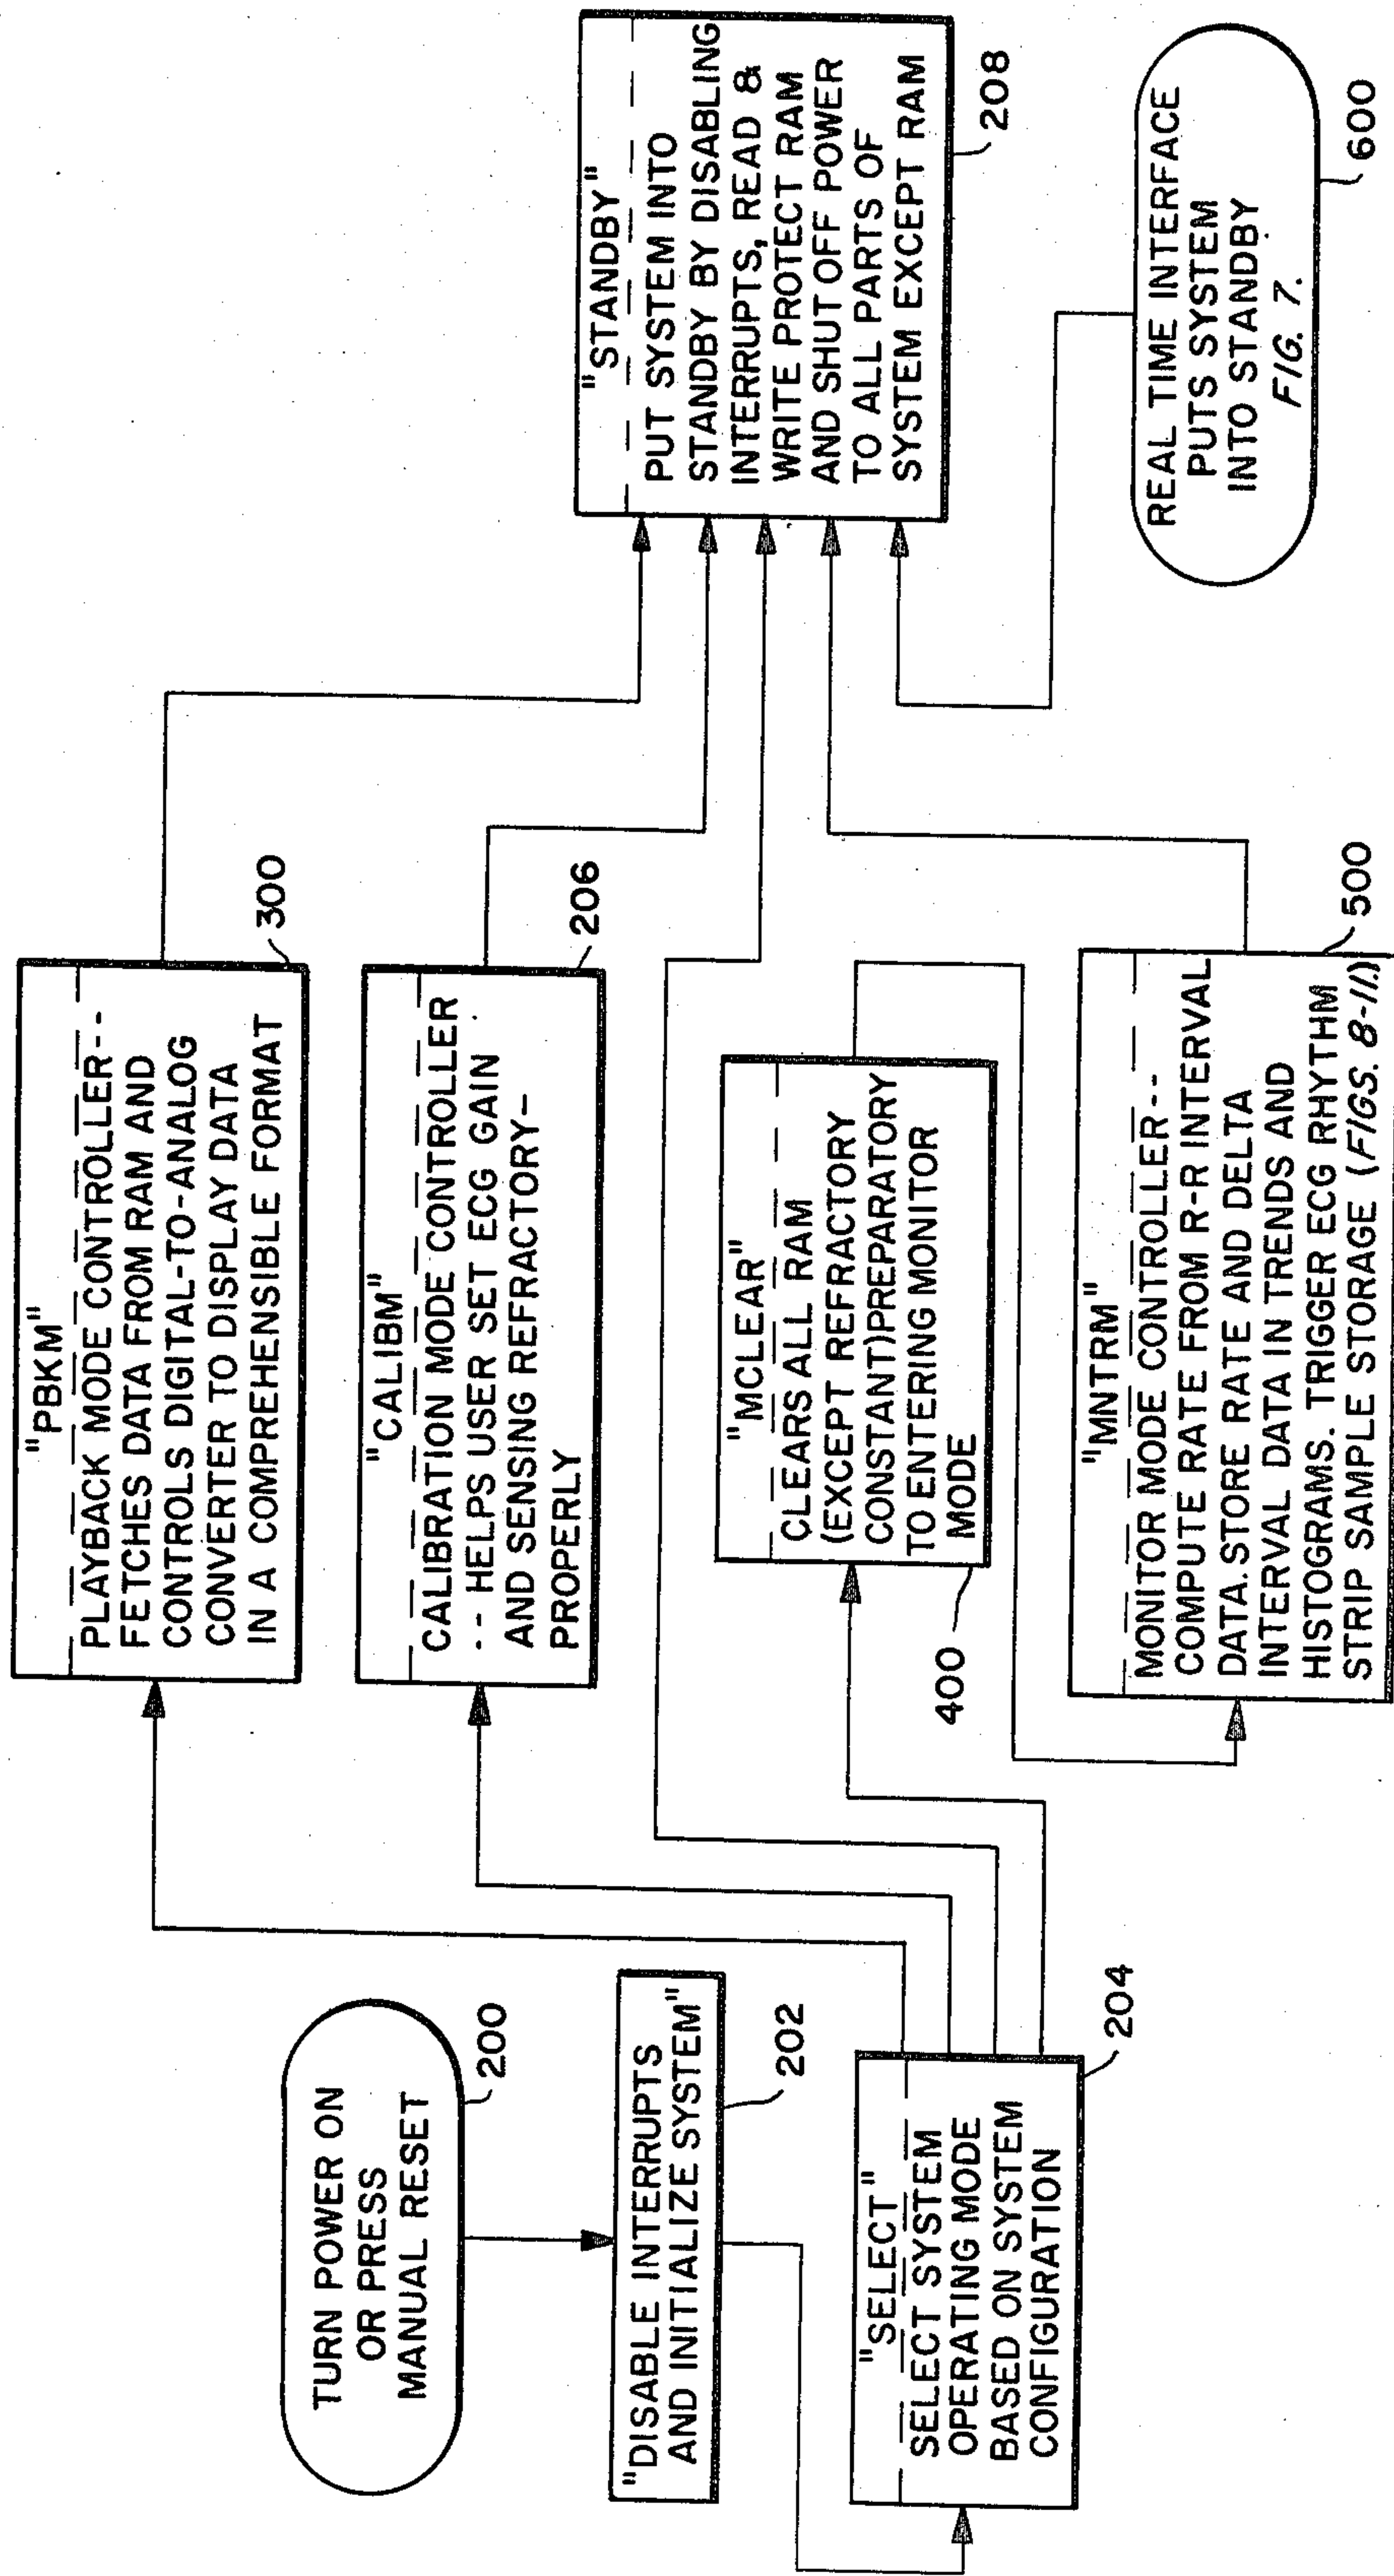 TURN POWER ON
OR PRESS
MANUAL RESET
200
"DISABLE INTERRUPTS
AND INITIALIZE SYSTEM"
202
"SELECT"
SELECT SYSTEM
OPERATING MODE
BASED ON SYSTEM
CONFIGURATION
204
"PBKM"
PLAYBACK MODE CONTROLLER--
FETCHES DATA FROM RAM AND
CONTROLS DIGITAL-TO-ANALOG
CONVERTER TO DISPLAY DATA
IN A COMPREHENSIBLE FORMAT
300
"CALIBM"
CALIBRATION MODE CONTROLLER
-- HELPS USER SET ECG GAIN
AND SENSING REFRACTORY-
PROPERLY
206
"MCLEAR"
CLEARS ALL RAM
(EXCEPT REFRACTORY
CONSTANT)PREPARATORY
TO ENTERING MONITOR
MODE
400
"MNTRM"
MONITOR MODE CONTROLLER--
COMPUTE RATE FROM R-R INTERVAL
DATA.STORE RATE AND DELTA
INTERVAL DATA IN TRENDS AND
HISTOGRAMS. TRIGGER ECG RHYTHM
STRIP SAMPLE STORAGE (FIGS. 8-11.)
500
"STANDBY"
PUT SYSTEM INTO
STANDBY BY DISABLING
INTERRUPTS, READ &
WRITE PROTECT RAM
AND SHUT OFF POWER
TO ALL PARTS OF
SYSTEM EXCEPT RAM
208
REAL TIME INTERFACE
PUTS SYSTEM
INTO STANDBY
FIG. 7.
600